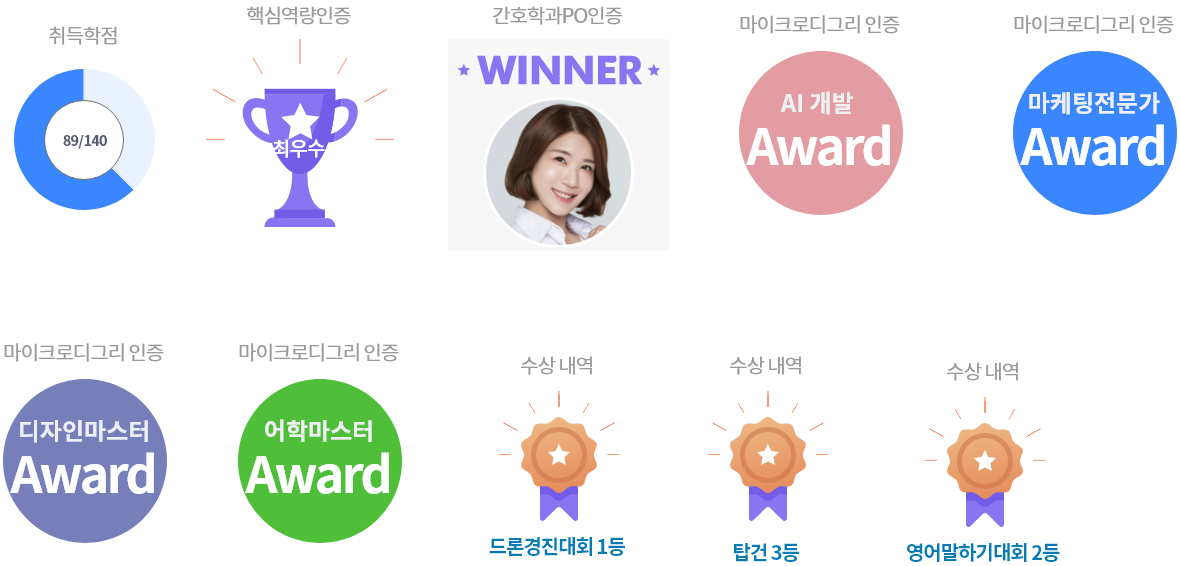 취득학점
89/140
핵심역량인증
최우수
간호학과PO인증
WINNER
마이크로디그리 인증
AI 개발
Award
마이크로디그리 인증
마케팅전문가
Award
마이크로디그리 인증
디자인마스터
Award
마이크로디그리 인증
어학마스터
Award
수상 내역
드론경진대회 1등
수상 내역
탑건 3등
수상 내역
영어말하기대회 2등